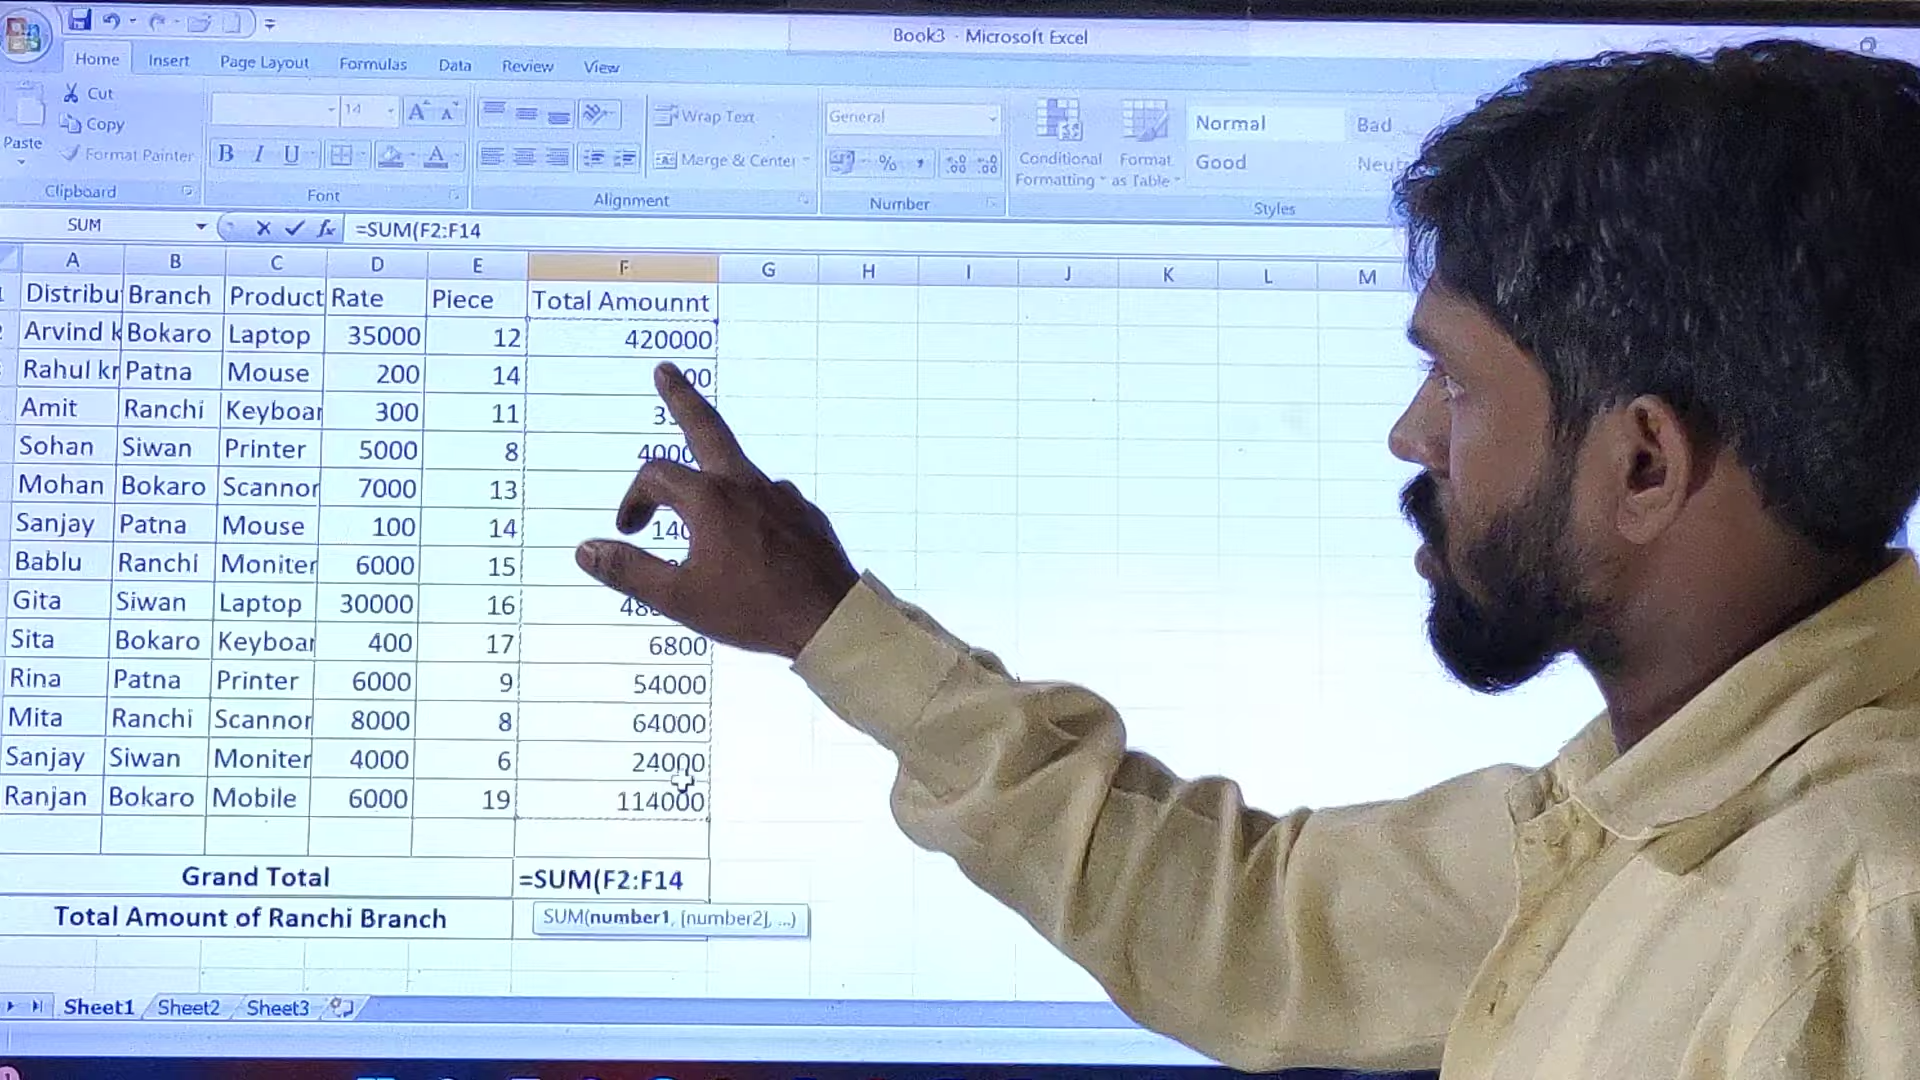 Book3 - Microsoft Excel
Home Insert Page Layout Formulas Data Review View
Cut
Copy
Paste
Format Painter
Clipboard
14
B I U A
Font
Wrap Text
Merge & Center
Alignment
General
%
Number
Conditional Formatting
Format as Table
Normal Bad
Good
Styles
SUM =SUM(F2:F14
A B C D E F G H I J K L M
Distribu Branch Product Rate Piece Total Amounnt
Arvind k Bokaro Laptop 35000 12 420000
Rahul kr Patna Mouse 200 14
Amit Ranchi Keyboar 300 11
Sohan Siwan Printer 5000 8
Mohan Bokaro Scannor 7000 13
Sanjay Patna Mouse 100 14
Bablu Ranchi Moniter 6000 15
Gita Siwan Laptop 30000 16
Sita Bokaro Keyboar 400 17 6800
Rina Patna Printer 6000 9 54000
Mita Ranchi Scannor 8000 8 64000
Sanjay Siwan Moniter 4000 6 24000
Ranjan Bokaro Mobile 6000 19 114000
Grand Total =SUM(F2:F14
Total Amount of Ranchi Branch
SUM(number1, [number2], ...)
Sheet1 Sheet2 Sheet3